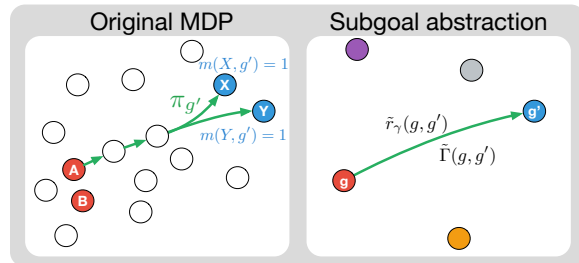 Original MDP
Subgoal abstraction
m(X, g′) = 1
X
π_g′
Y
m(Y, g′) = 1
A
B
g'
r̃_γ(g, g′)
Γ̃(g, g′)
g